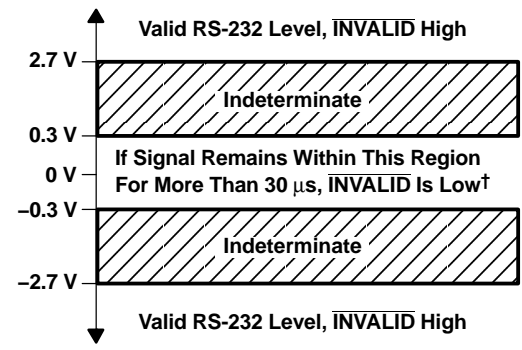 Valid RS-232 Level, INVALID High
2.7 V
Indeterminate
0.3 V
If Signal Remains Within This Region
0 V
For More Than 30 μs, INVALID Is Low†
–0.3 V
Indeterminate
–2.7 V
Valid RS-232 Level, INVALID High